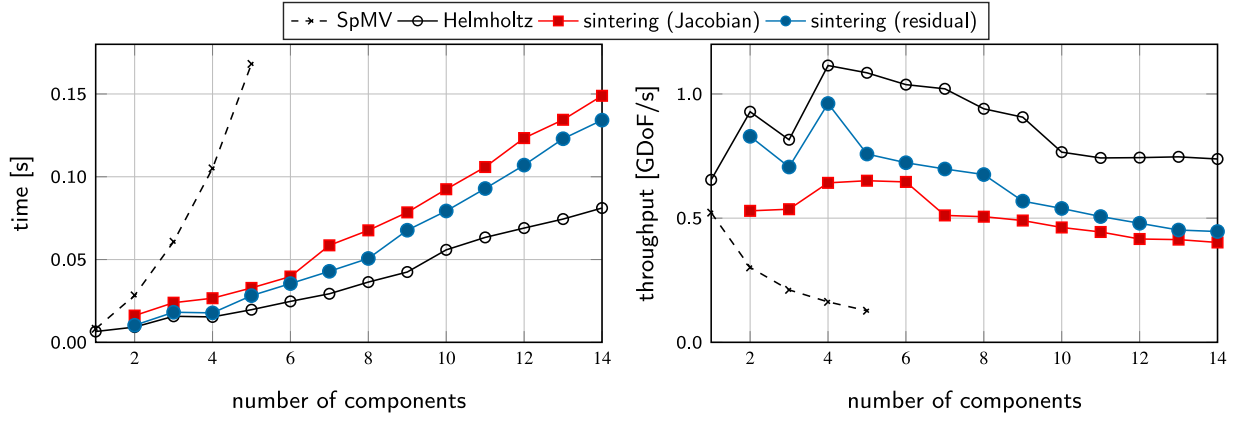 SpMV Helmholtz sintering (Jacobian) sintering (residual)
0.15
0.10
0.05
0.00
time [s]
2 4 6 8 10 12 14
number of components
1.0
0.5
0.0
throughput [GDoF/s]
2 4 6 8 10 12 14
number of components